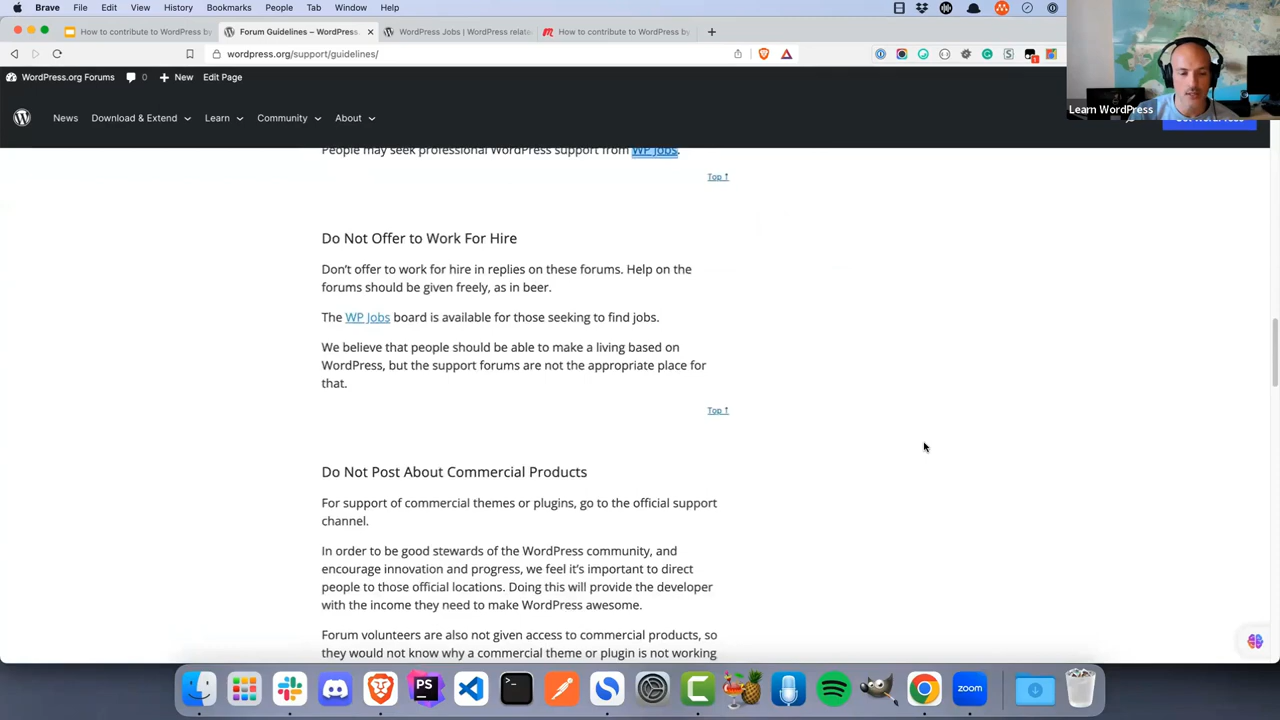 Brave File Edit View History Bookmarks People Tab Window Help
How to contribute to WordPress by
Forum Guidelines – WordPress.
WordPress Jobs | WordPress relate
How to contribute to WordPress by
wordpress.org/support/guidelines/
WordPress.org Forums 0 New Edit Page
Learn WordPress
News Download & Extend Learn Community About
People may seek professional WordPress support from WP Jobs.
Top ↑
Do Not Offer to Work For Hire
Don’t offer to work for hire in replies on these forums. Help on the
forums should be given freely, as in beer.
The WP Jobs board is available for those seeking to find jobs.
We believe that people should be able to make a living based on
WordPress, but the support forums are not the appropriate place for
that.
Top ↑
Do Not Post About Commercial Products
For support of commercial themes or plugins, go to the official support
channel.
In order to be good stewards of the WordPress community, and
encourage innovation and progress, we feel it’s important to direct
people to those official locations. Doing this will provide the developer
with the income they need to make WordPress awesome.
Forum volunteers are also not given access to commercial products, so
they would not know why a commercial theme or plugin is not working
PS
zoom